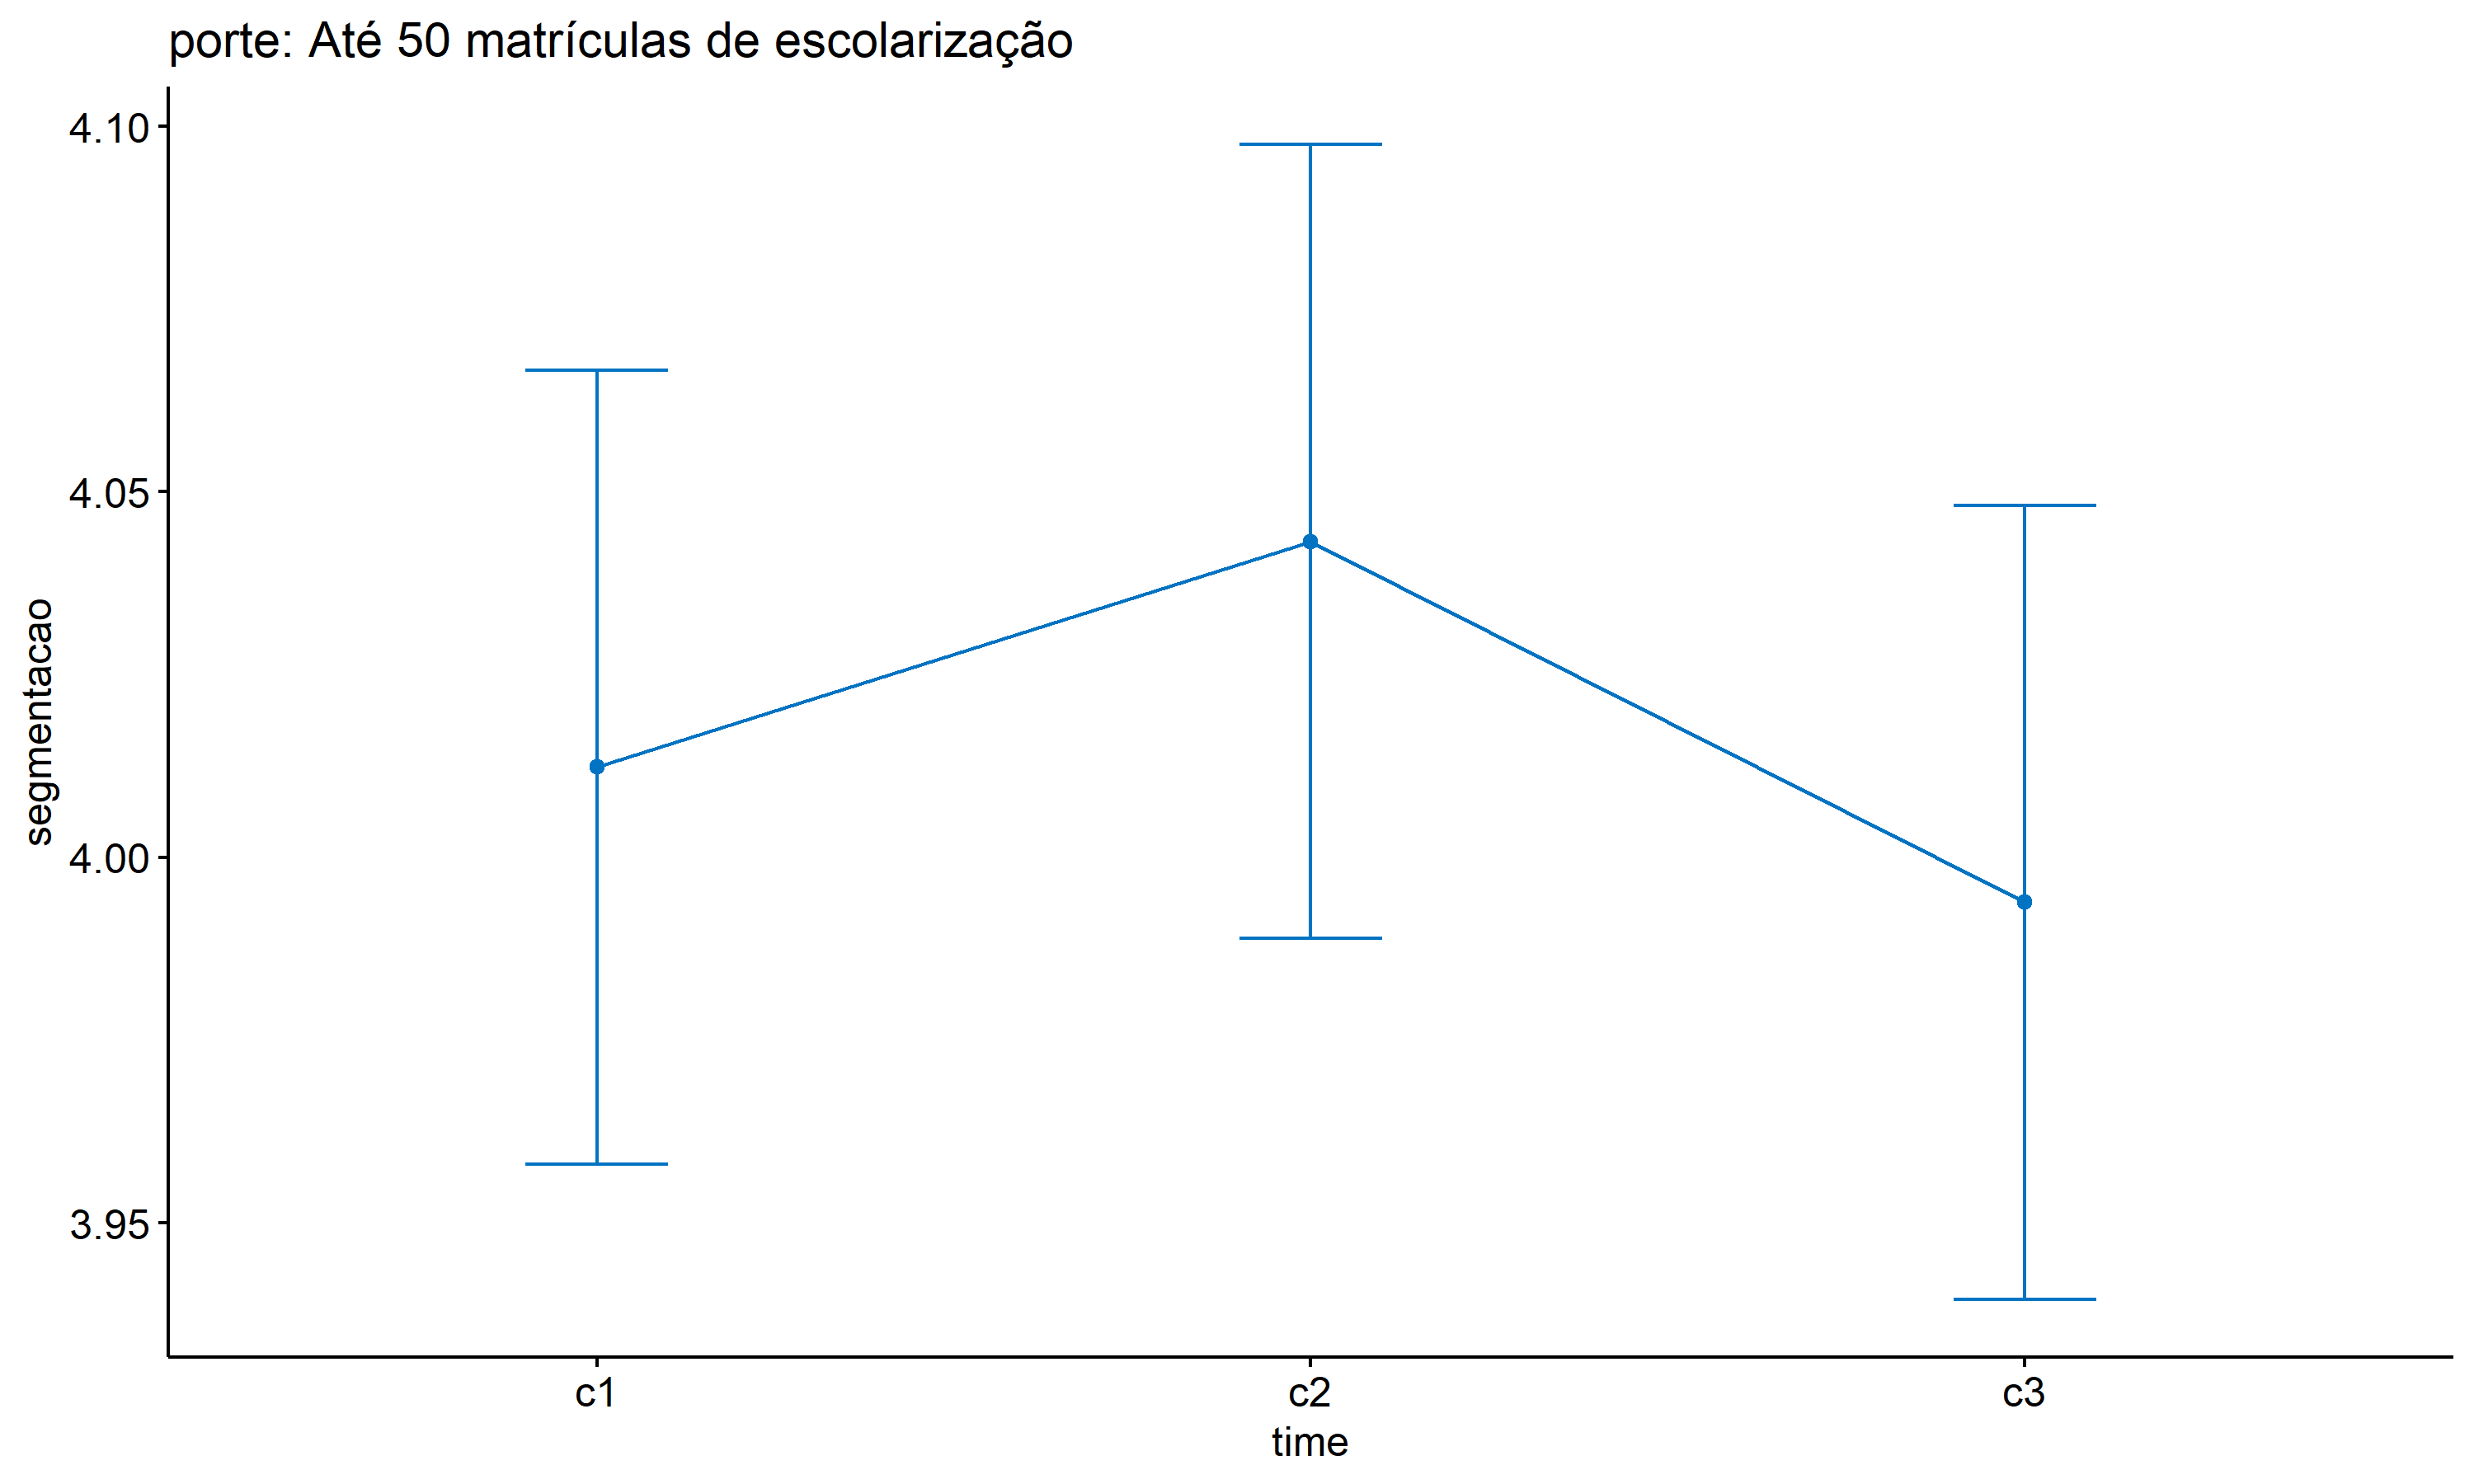 porte: Até 50 matrículas de escolarização
4.10
4.05
4.00
3.95
segmentacao
c1 c2 c3
time